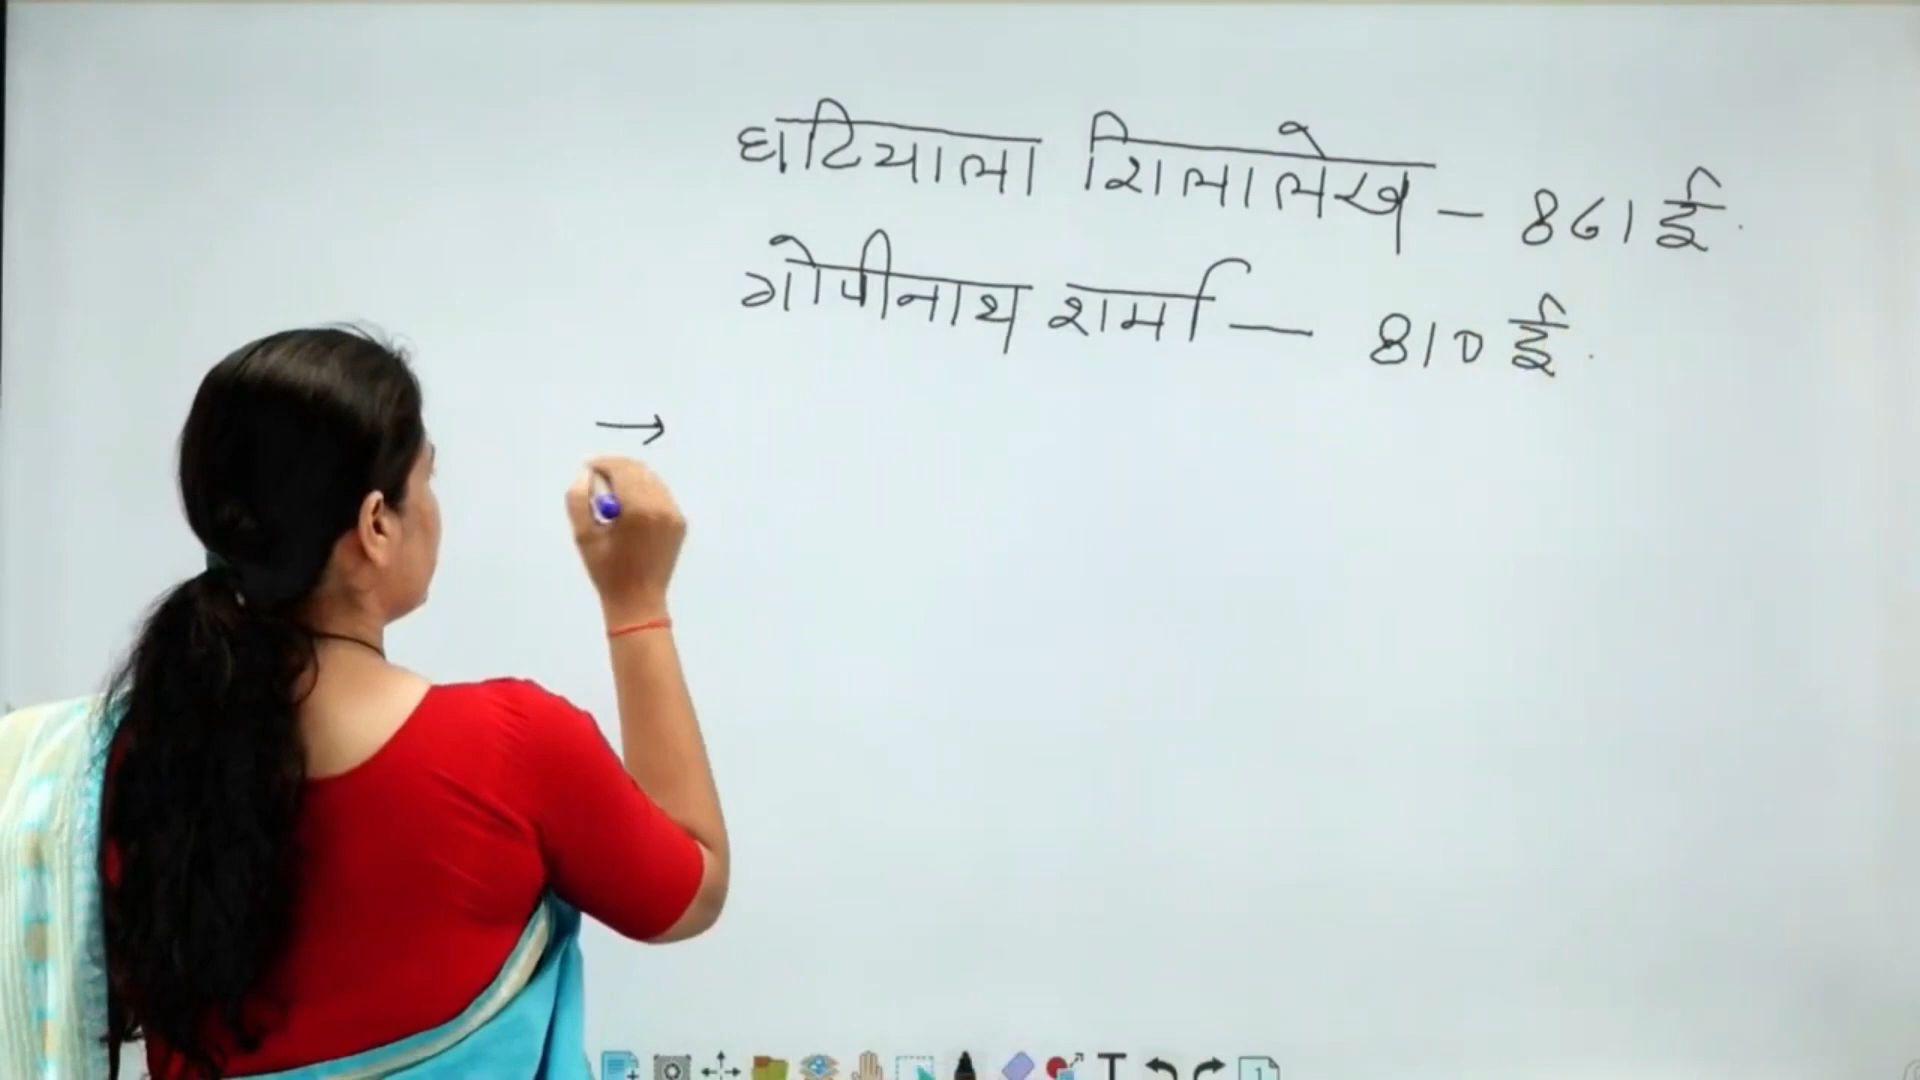 घटियाला शिलालेख – 861 ई.
गोपीनाथ शर्मा — 810 ई.
→